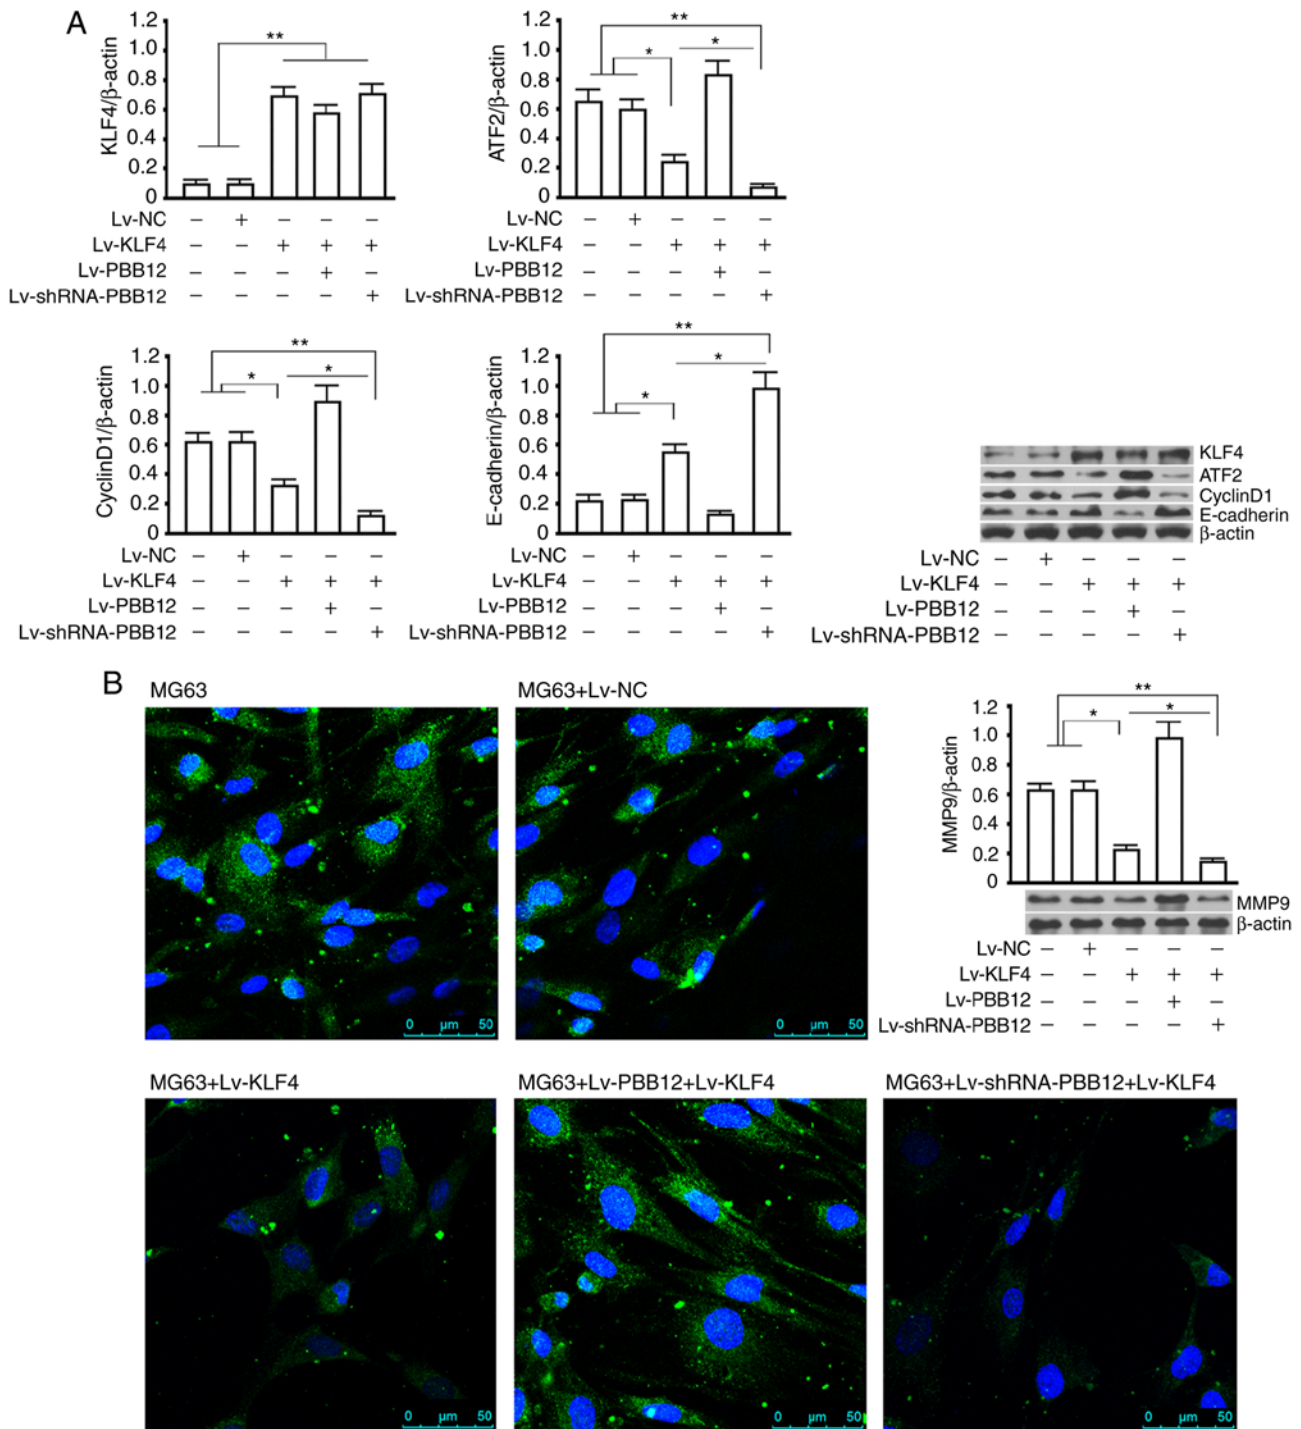 A
KLF4/β-actin
1.2
1.0
0.8
0.6
0.4
0.2
0
**
Lv-NC − + − − −
Lv-KLF4 − − + + +
Lv-PBB12 − − − + −
Lv-shRNA-PBB12 − − − − +
ATF2/β-actin
1.2
1.0
0.8
0.6
0.4
0.2
0
**
* *
Lv-NC − + − − −
Lv-KLF4 − − + + +
Lv-PBB12 − − − + −
Lv-shRNA-PBB12 − − − − +
CyclinD1/β-actin
1.2
1.0
0.8
0.6
0.4
0.2
0
**
* *
Lv-NC − + − − −
Lv-KLF4 − − + + +
Lv-PBB12 − − − + −
Lv-shRNA-PBB12 − − − − +
E-cadherin/β-actin
1.2
1.0
0.8
0.6
0.4
0.2
0
**
* *
Lv-NC − + − − −
Lv-KLF4 − − + + +
Lv-PBB12 − − − + −
Lv-shRNA-PBB12 − − − − +
KLF4
ATF2
CyclinD1
E-cadherin
β-actin
Lv-NC − + − − −
Lv-KLF4 − − + + +
Lv-PBB12 − − − + −
Lv-shRNA-PBB12 − − − − +
B
MG63
0 µm 50
MG63+Lv-NC
0 µm 50
MMP9/β-actin
1.2
1.0
0.8
0.6
0.4
0.2
0
**
* *
MMP9
β-actin
Lv-NC − + − − −
Lv-KLF4 − − + + +
Lv-PBB12 − − − + −
Lv-shRNA-PBB12 − − − − +
MG63+Lv-KLF4
0 µm 50
MG63+Lv-PBB12+Lv-KLF4
0 µm 50
MG63+Lv-shRNA-PBB12+Lv-KLF4
0 µm 50